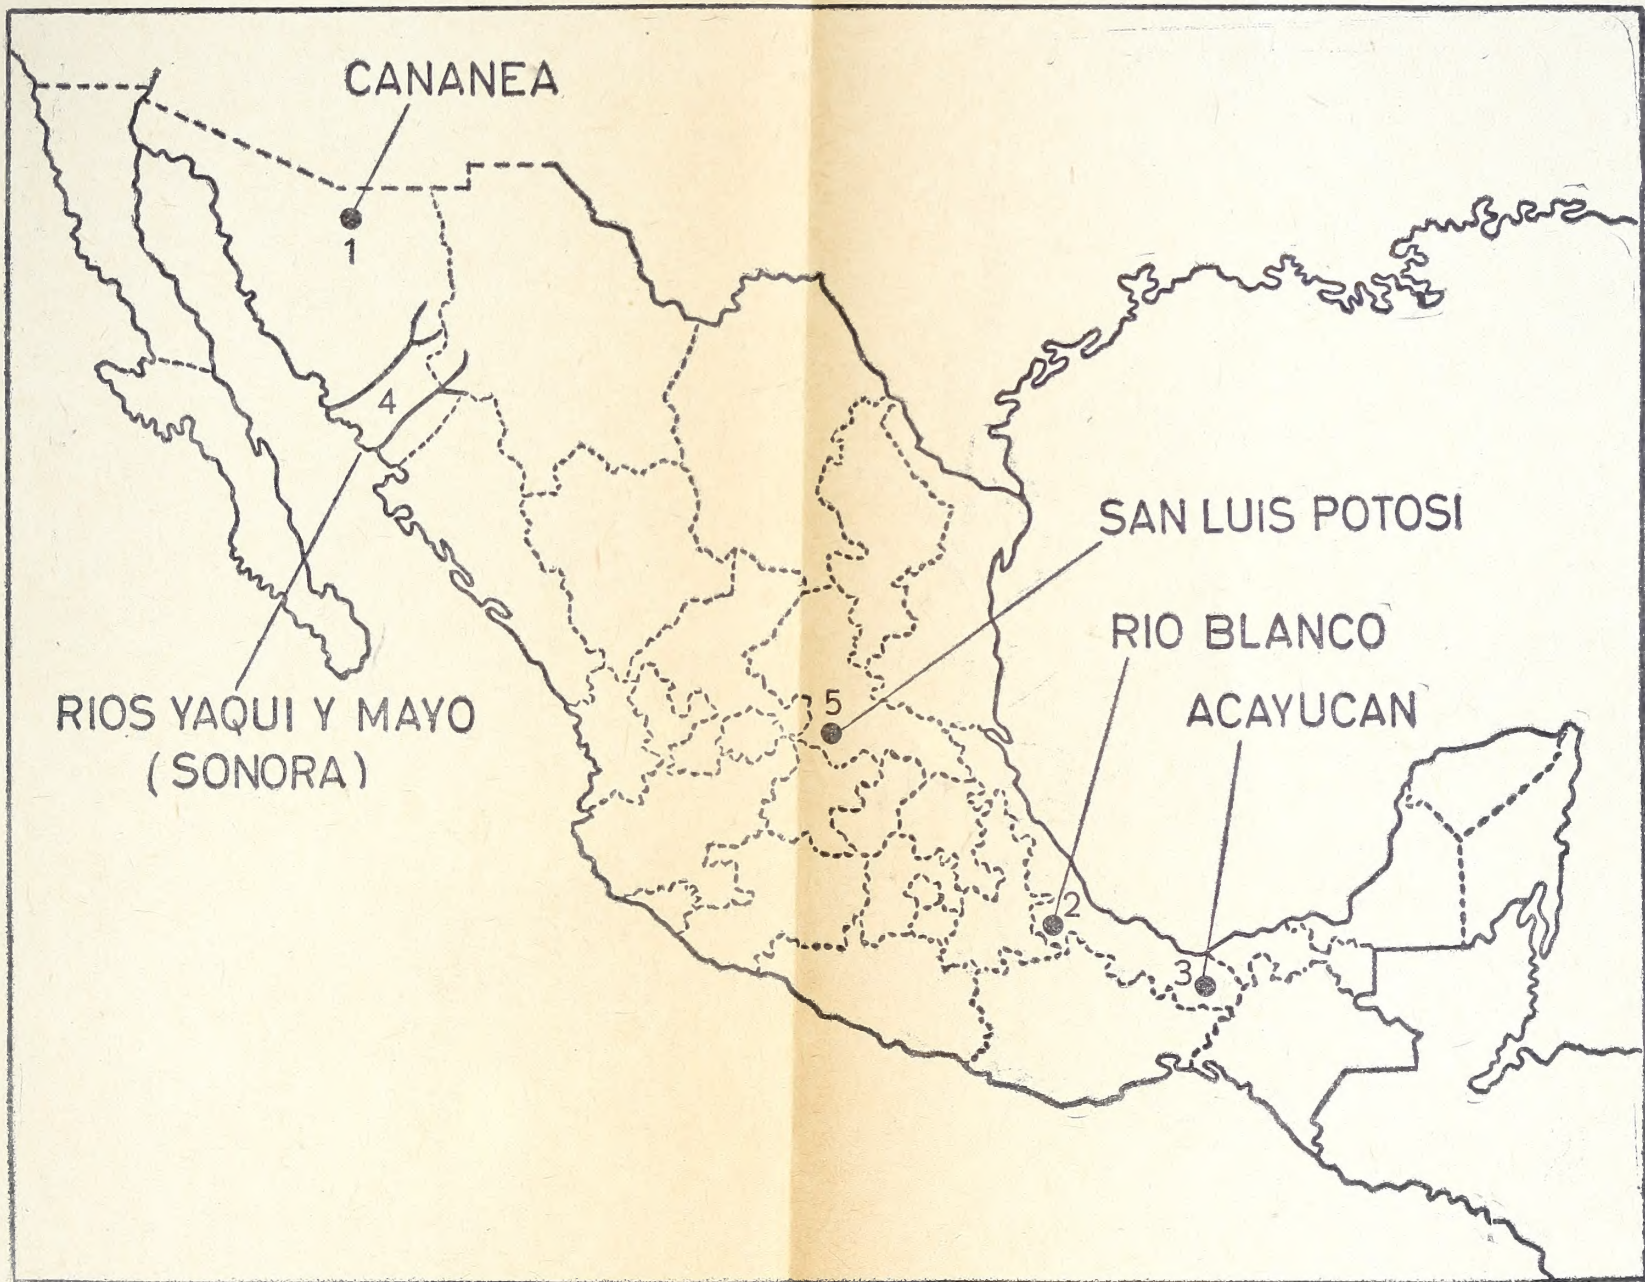 CANANEA
1
4
SAN LUIS POTOSI
RIO BLANCO
RIOS YAQUI Y MAYO
(SONORA)
5
ACAYUCAN
2
3